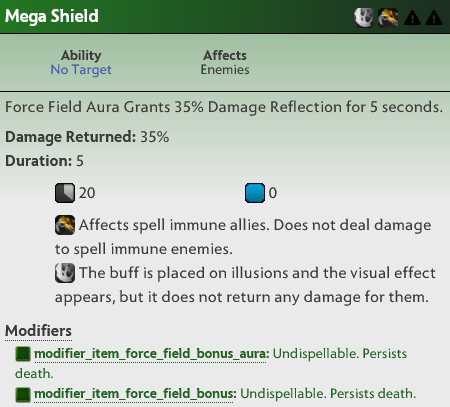 Mega Shield
Ability
No Target
Affects
Enemies
Force Field Aura Grants 35% Damage Reflection for 5 seconds.
Damage Returned: 35%
Duration: 5
20
0
Affects spell immune allies. Does not deal damage
to spell immune enemies.
The buff is placed on illusions and the visual effect
appears, but it does not return any damage for them.
Modifiers
modifier_item_force_field_bonus_aura: Undispellable. Persists
death.
modifier_item_force_field_bonus: Undispellable. Persists death.